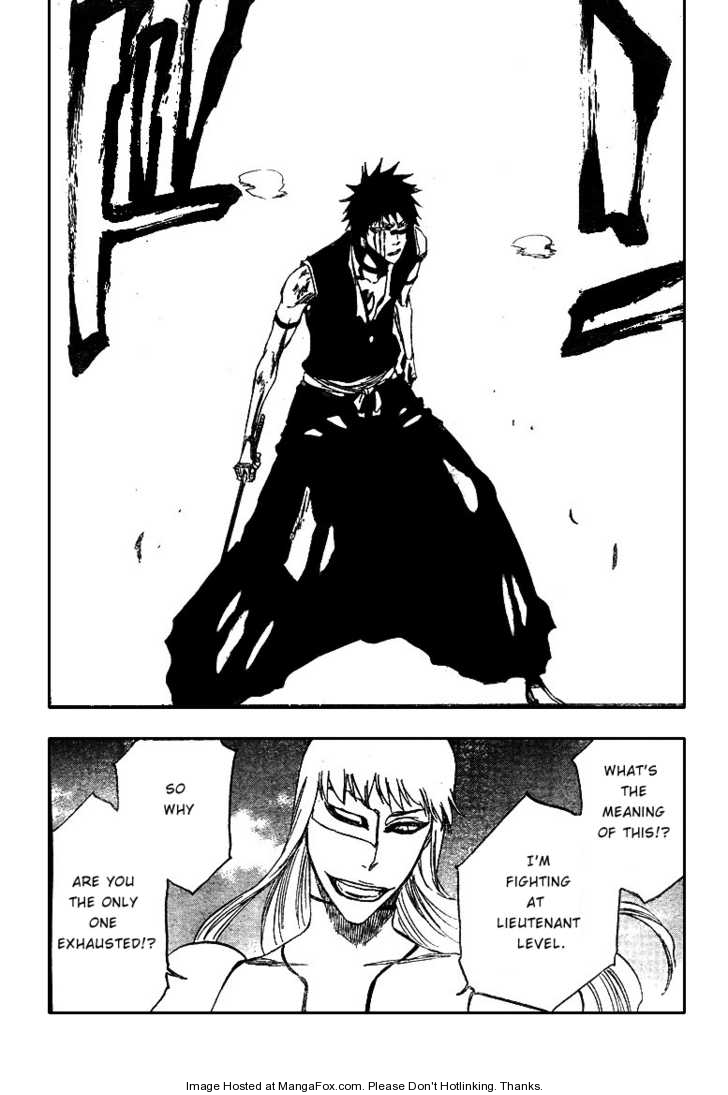 WHAT'S
THE
MEANING
OF THIS!?
I'M
FIGHTING
AT
LIEUTENANT
LEVEL.
SO
WHY
ARE YOU
THE ONLY
ONE
EXHAUSTED!?
Image Hosted at MangaFox.com. Please Don't Hotlinking. Thanks.